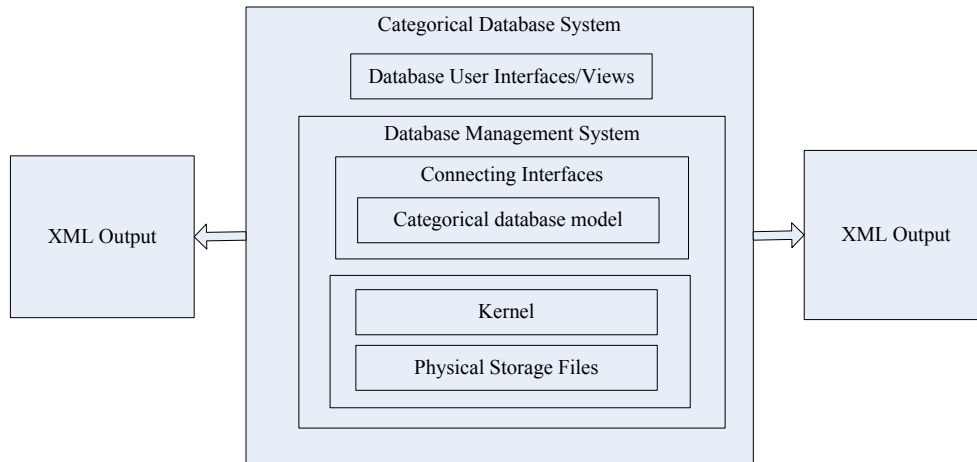 Categorical Database System
Database User Interfaces/Views
Database Management System
Connecting Interfaces
Categorical database model
XML Output
XML Output
Kernel
Physical Storage Files